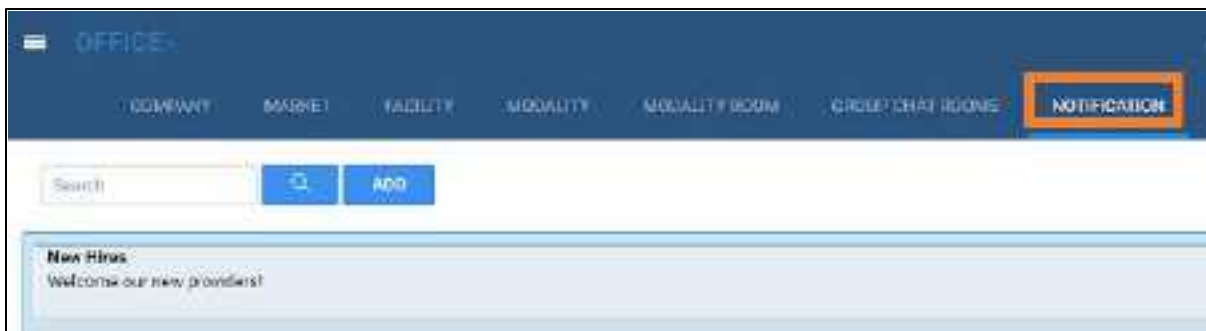 OFFICE
COMPANY MARKET FACILITY MODALITY MODALITY ROOM GROUP CHAT ROOMS NOTIFICATION
Search ADD
New Hires
Welcome our new providers!